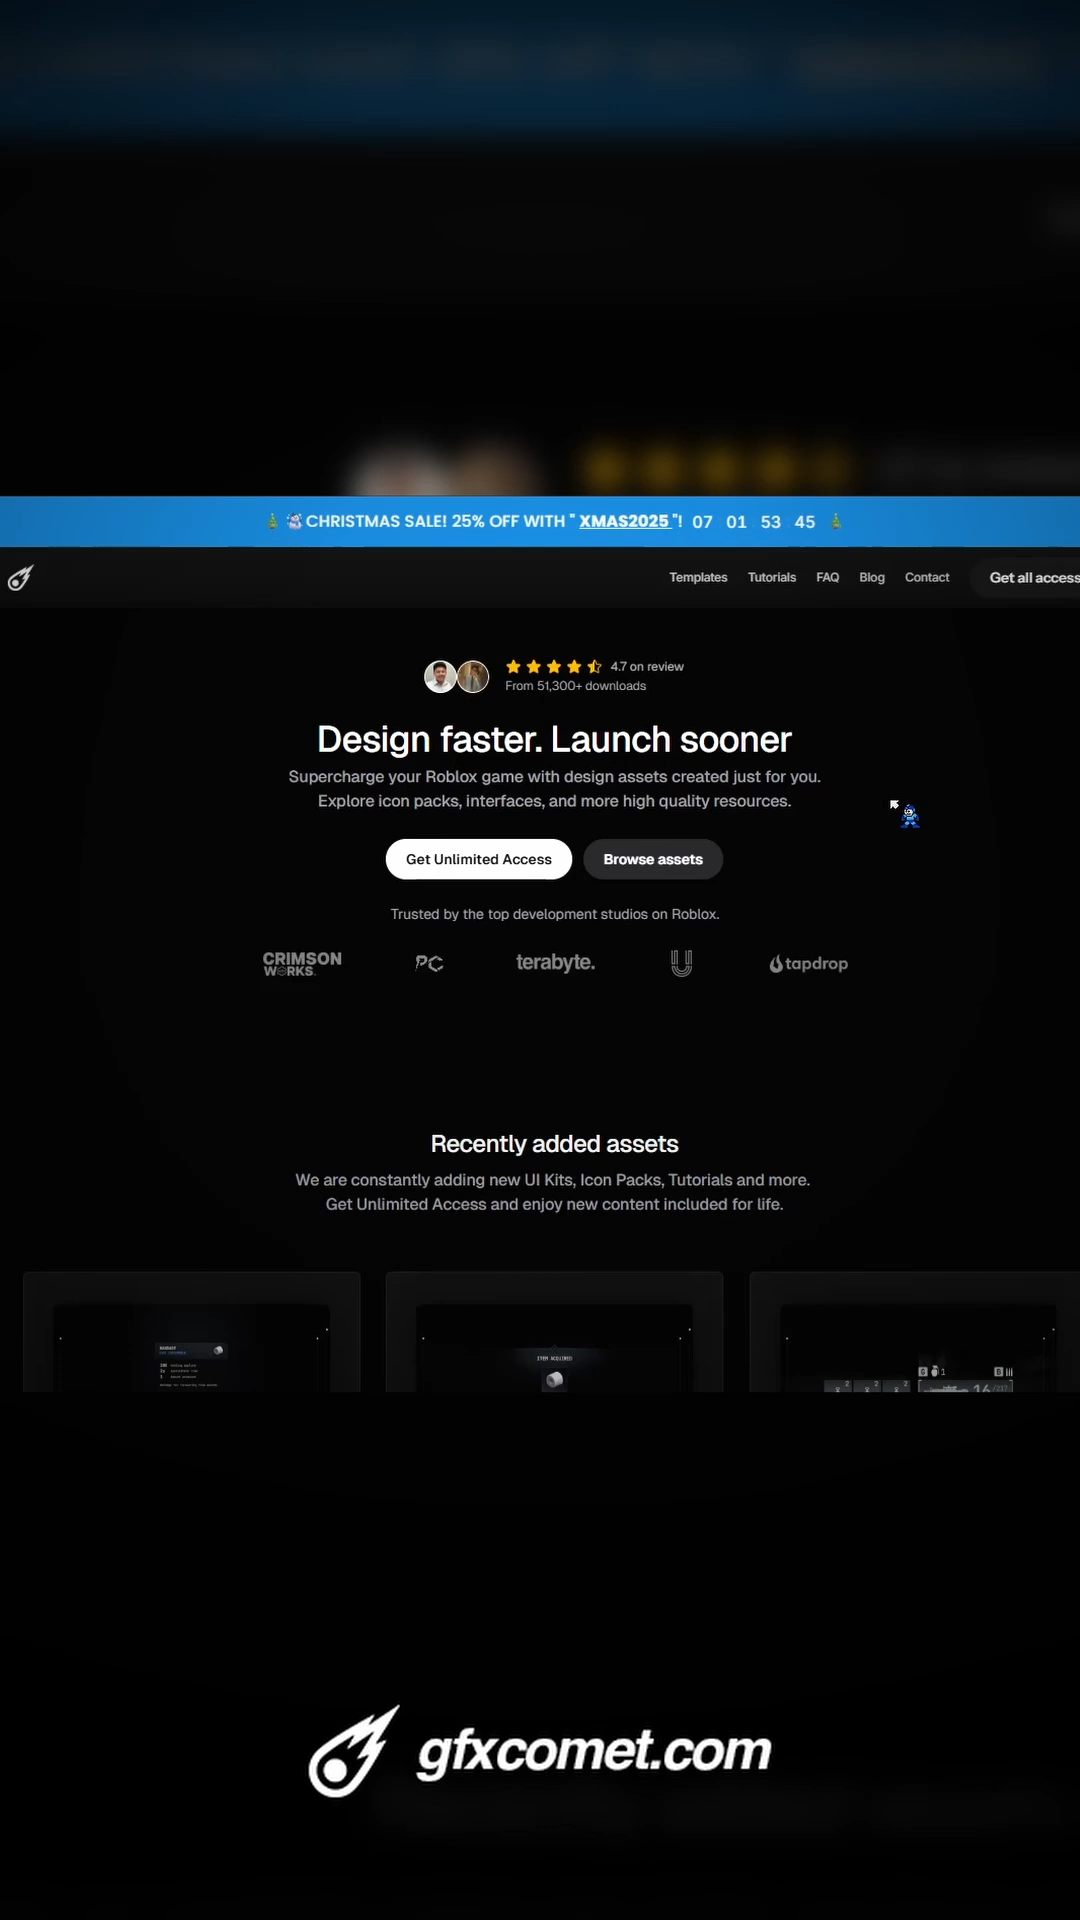 CHRISTMAS SALE! 25% OFF WITH " XMAS2025 "! 07 01 53 45
Templates Tutorials FAQ Blog Contact Get all access
4.7 on review
From 51,300+ downloads
Design faster. Launch sooner
Supercharge your Roblox game with design assets created just for you.
Explore icon packs, interfaces, and more high quality resources.
Get Unlimited Access Browse assets
Trusted by the top development studios on Roblox.
CRIMSON WORKS. PC terabyte. U tapdrop
Recently added assets
We are constantly adding new UI Kits, Icon Packs, Tutorials and more.
Get Unlimited Access and enjoy new content included for life.
ITEM ACQUIRED
gfxcomet.com